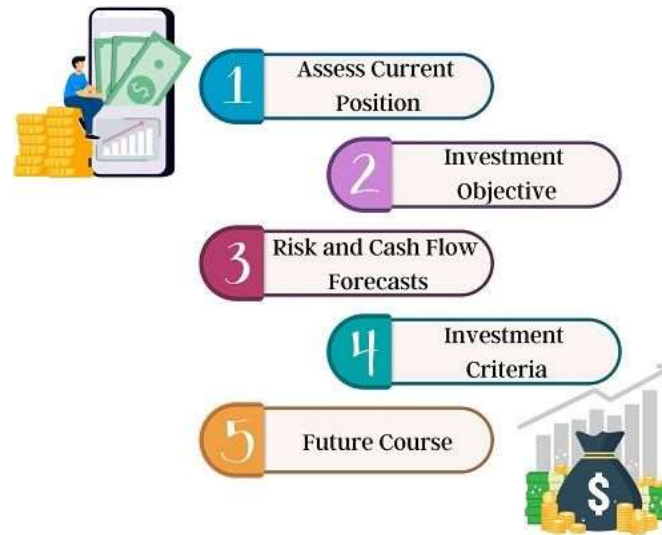 1
Assess Current
Position
2
Investment
Objective
3
Risk and Cash Flow
Forecasts
4
Investment
Criteria
5
Future Course
$
$